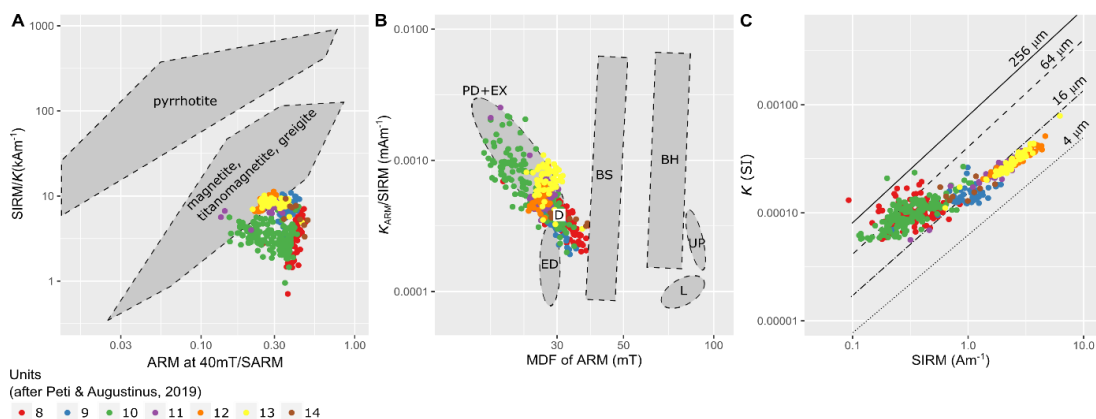 A
SIRM/K(kAm⁻¹)
1000
100
10
1
pyrrhotite
magnetite,
titanomagnetite, greigite
0.03 0.10 0.30 1.00
ARM at 40mT/SARM
B
K_ARM/SIRM (mAm⁻¹)
0.0100
0.0010
0.0001
PD+EX
BS
BH
ID
ED
UP
L
30 50 100
MDF of ARM (mT)
C
K (SI)
0.00100
0.00010
0.00001
256 µm
64 µm
16 µm
4 µm
0.1 1.0 10.0
SIRM (Am⁻¹)
Units
(after Peti & Augustinus, 2019)
8 9 10 11 12 13 14